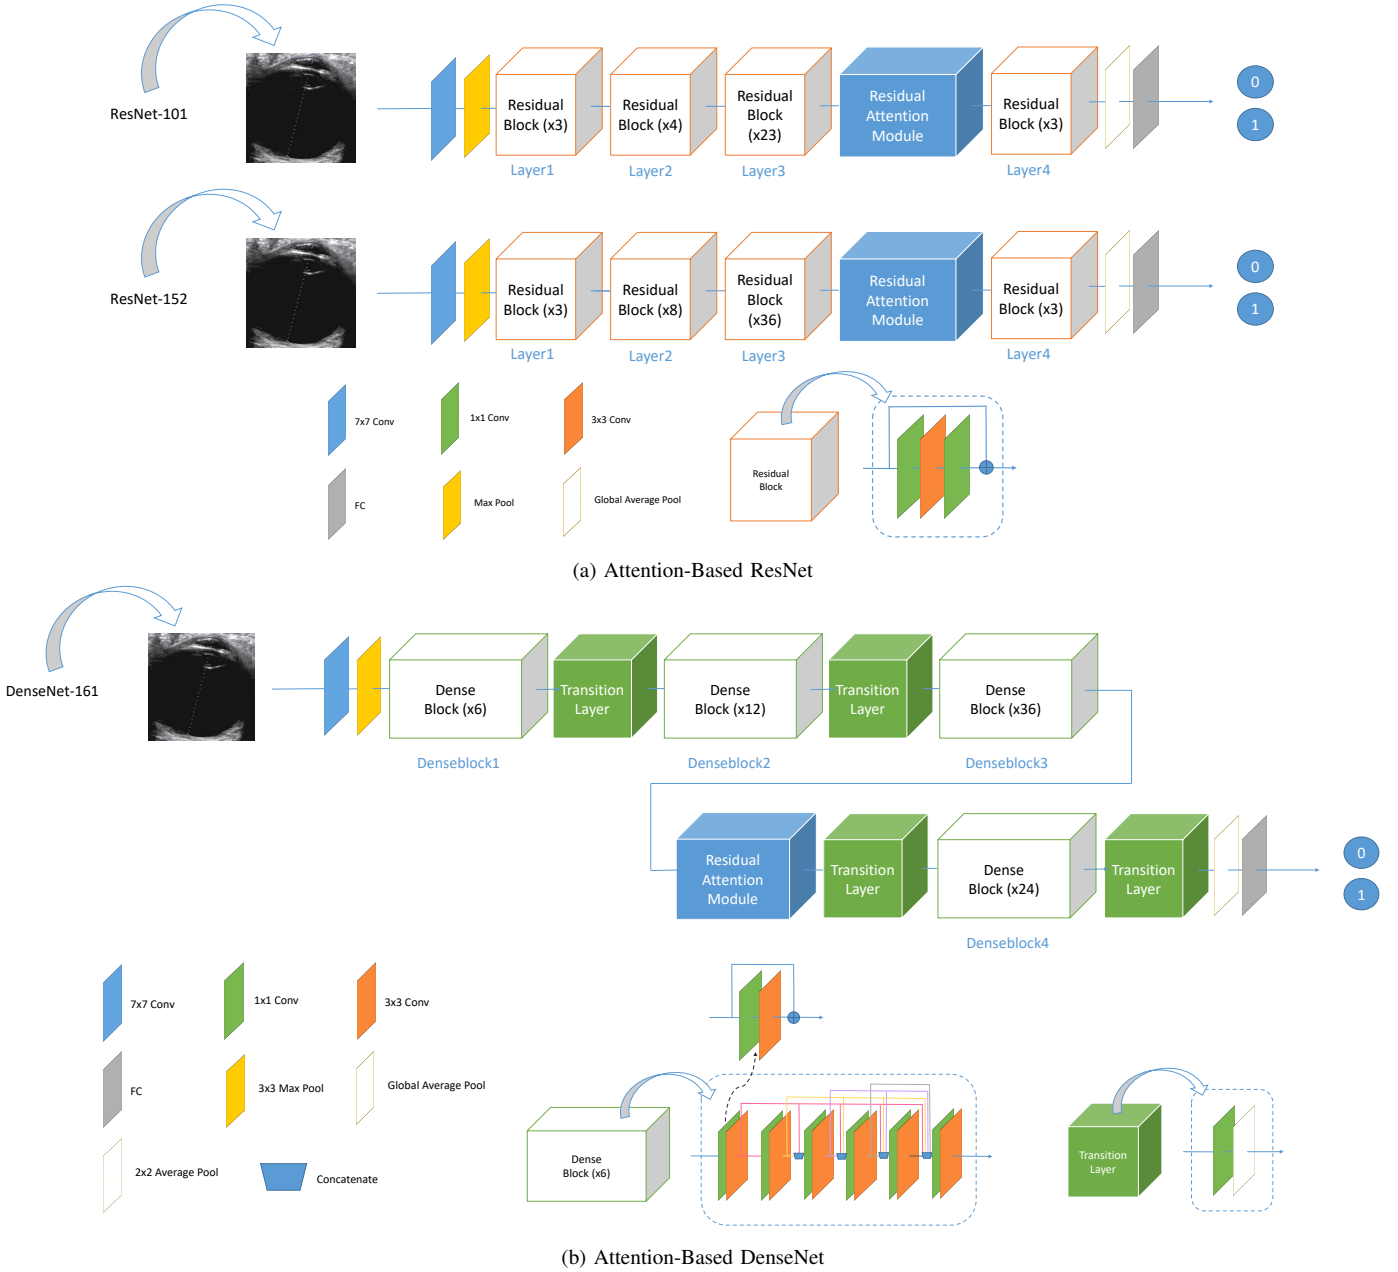 ResNet-101
Residual
Block (x3)
Layer1
Residual
Block (x4)
Layer2
Residual
Block
(x23)
Layer3
Residual
Attention
Module
Residual
Block (x3)
Layer4
0
1
ResNet-152
Residual
Block (x3)
Layer1
Residual
Block (x8)
Layer2
Residual
Block
(x36)
Layer3
Residual
Attention
Module
Residual
Block (x3)
Layer4
0
1
7x7 Conv
1x1 Conv
3x3 Conv
FC
Max Pool
Global Average Pool
Residual
Block
(a) Attention-Based ResNet
DenseNet-161
Dense
Block (x6)
Denseblock1
Transition
Layer
Dense
Block (x12)
Denseblock2
Transition
Layer
Dense
Block (x36)
Denseblock3
Residual
Attention
Module
Transition
Layer
Dense
Block (x24)
Denseblock4
Transition
Layer
0
1
7x7 Conv
1x1 Conv
3x3 Conv
FC
3x3 Max Pool
Global Average Pool
2x2 Average Pool
Concatenate
Dense
Block (x6)
Transition
Layer
(b) Attention-Based DenseNet